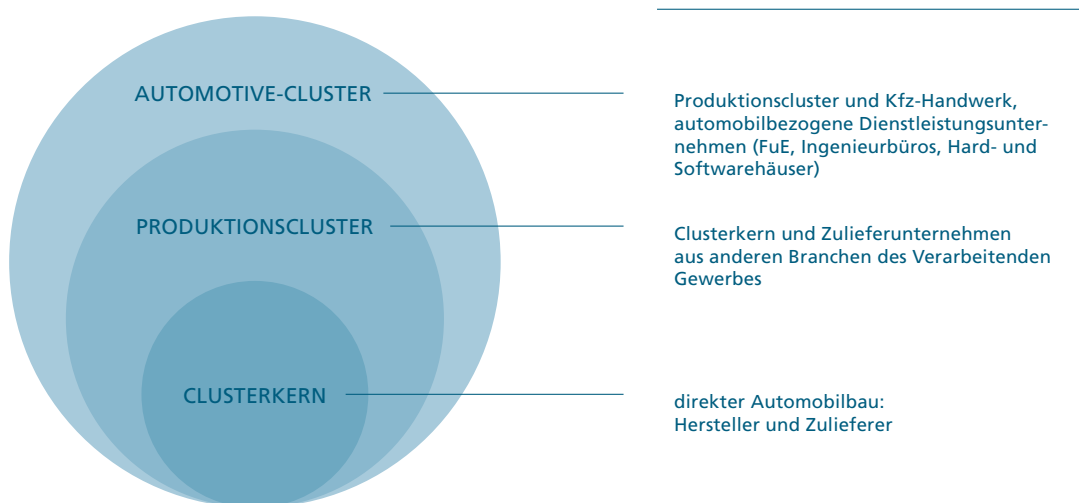 AUTOMOTIVE-CLUSTER
Produktionscluster und Kfz-Handwerk,
automobilbezogene Dienstleistungsunter-
nehmen (FuE, Ingenieurbüros, Hard- und
Softwarehäuser)
PRODUKTIONSCLUSTER
Clusterkern und Zulieferunternehmen
aus anderen Branchen des Verarbeitenden
Gewerbes
CLUSTERKERN
direkter Automobilbau:
Hersteller und Zulieferer